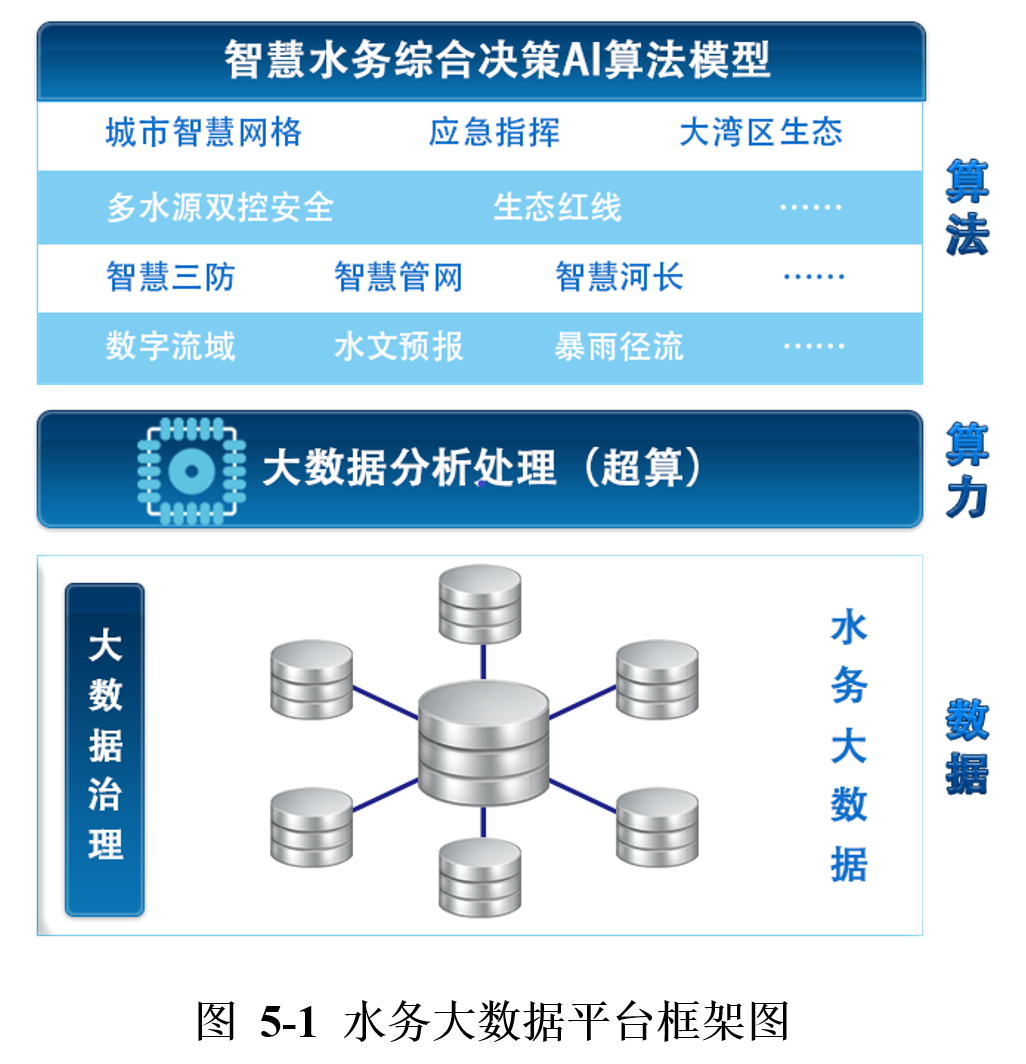 智慧水务综合决策AI算法模型
城市智慧网格 应急指挥 大湾区生态
多水源双控安全 生态红线 ……
智慧三防 智慧管网 智慧河长 ……
数字流域 水文预报 暴雨径流 ……
算法
大数据分析处理（超算）
算力
大数据治理
水务大数据
数据
图 5-1 水务大数据平台框架图